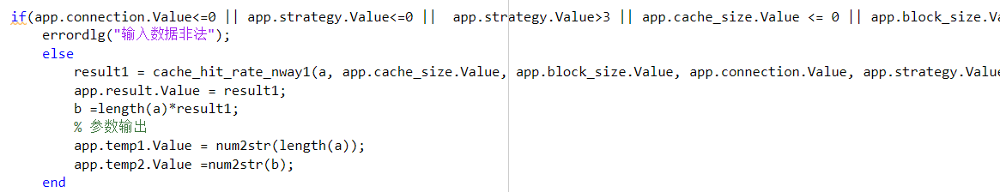 if(app.connection.Value<=0 || app.strategy.Value<=0 ||  app.strategy.Value>3 || app.cache_size.Value <= 0 || app.block_size.Va
    errordlg("输入数据非法");
    else
        result1 = cache_hit_rate_nway1(a, app.cache_size.Value, app.block_size.Value, app.connection.Value, app.strategy.Value
        app.result.Value = result1;
        b =length(a)*result1;
        % 参数输出
        app.temp1.Value = num2str(length(a));
        app.temp2.Value =num2str(b);
    end